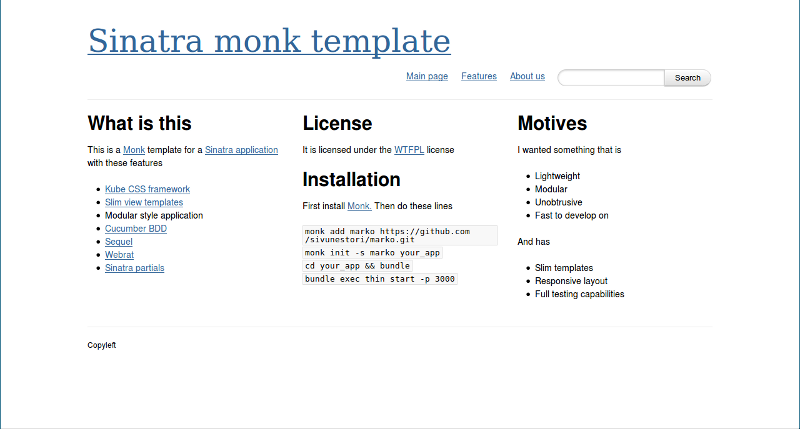 Sinatra monk template
Main page Features About us Search
What is this
This is a Monk template for a Sinatra application
with these features
Kube CSS framework
Slim view templates
Modular style application
Cucumber BDD
Sequel
Webrat
Sinatra partials
License
It is licensed under the WTFPL license
Installation
First install Monk. Then do these lines
monk add marko https://github.com
/sivunestori/marko.git
monk init -s marko your_app
cd your_app && bundle
bundle exec thin start -p 3000
Motives
I wanted something that is
Lightweight
Modular
Unobtrusive
Fast to develop on
And has
Slim templates
Responsive layout
Full testing capabilities
Copyleft